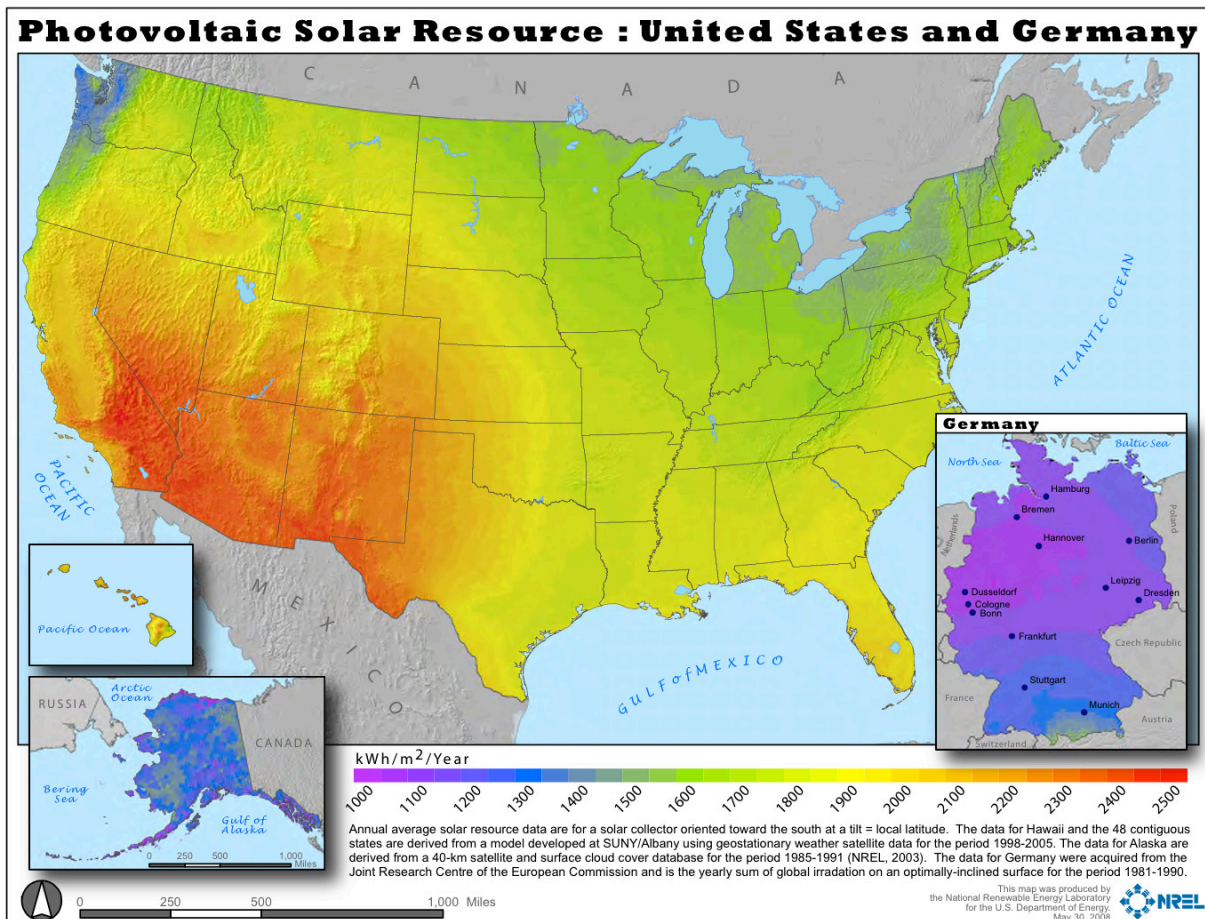 Photovoltaic Solar Resource : United States and Germany
CANADA
ATLANTIC OCEAN
PACIFIC
OCEAN
MEXICO
GULF of MEXICO
Pacific Ocean
Arctic
Ocean
RUSSIA
CANADA
Bering
Sea
Gulf of
Alaska
0 250 500 1,000
Miles
Germany
Baltic Sea
North Sea
Hamburg
Bremen
Netherlands
Poland
Hannover
Berlin
Leipzig
Dusseldorf
Dresden
Cologne
Bonn
Frankfurt
Czech Republic
Stuttgart
France
Munich
Austria
Switzerland
kWh/m²/Year
1000 1100 1200 1300 1400 1500 1600 1700 1800 1900 2000 2100 2200 2300 2400 2500
Annual average solar resource data are for a solar collector oriented toward the south at a tilt = local latitude. The data for Hawaii and the 48 contiguous
states are derived from a model developed at SUNY/Albany using geostationary weather satellite data for the period 1998-2005. The data for Alaska are
derived from a 40-km satellite and surface cloud cover database for the period 1985-1991 (NREL, 2003). The data for Germany were acquired from the
Joint Research Centre of the European Commission and is the yearly sum of global irradation on an optimally-inclined surface for the period 1981-1990.
0 250 500 1,000 Miles
This map was produced by
the National Renewable Energy Laboratory
for the U.S. Department of Energy.
May 30, 2008
NREL